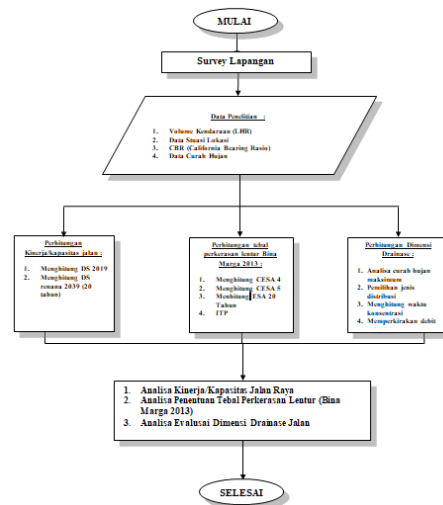 MULAI
Survey Lapangan
Data Penelitian :
1. Volume Kendaraan (LHR)
2. Data Situasi Lokasi
3. CBR (California Bearing Rasio)
4. Data Curah Hujan
Perhitungan
Kinerja/kapasitas jalan :
1. Menghitung DS 2019
2. Menghitung DS
renana 2039 (20
tahun)
Perhitungan tebal
perkerasan lentur Bina
Marga 2013 :
1. Menghitung CESA 4
2. Menghitung CESA 5
3. Menhitung ESA 20
Tahun
4. ITP
Perhitungan Dimensi
Drainase :
1. Analisa curah hujan
maksimum
2. Pemilihan jenis
distribusi
3. Menghitung waktu
konsentrasi
4. Memperkirakan debit
1. Analisa Kinerja/Kapasitas Jalan Raya
2. Analisa Penentuan Tebal Perkerasan Lentur (Bina
Marga 2013)
3. Analisa Evalusai Dimensi Drainase Jalan
SELESAI